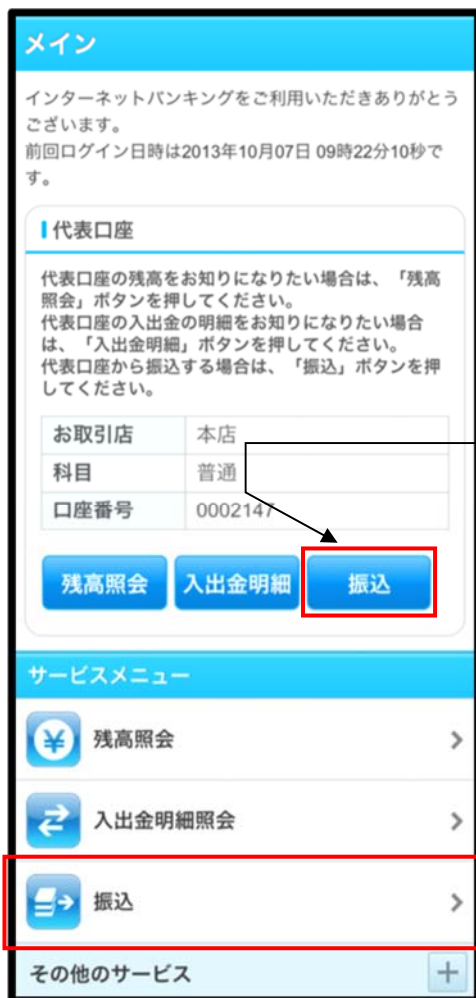 メイン
インターネットバンキングをご利用いただきありがとう
ございます。
前回ログイン日時は2013年10月07日 09時22分10秒で
す。
代表口座
代表口座の残高をお知りになりたい場合は、「残高
照会」ボタンを押してください。
代表口座の入出金の明細をお知りになりたい場合
は、「入出金明細」ボタンを押してください。
代表口座から振込する場合は、「振込」ボタンを押
してください。
お取引店 本店
科目 普通
口座番号 0002147
残高照会 入出金明細 振込
サービスメニュー
¥ 残高照会
入出金明細照会
振込
その他のサービス +